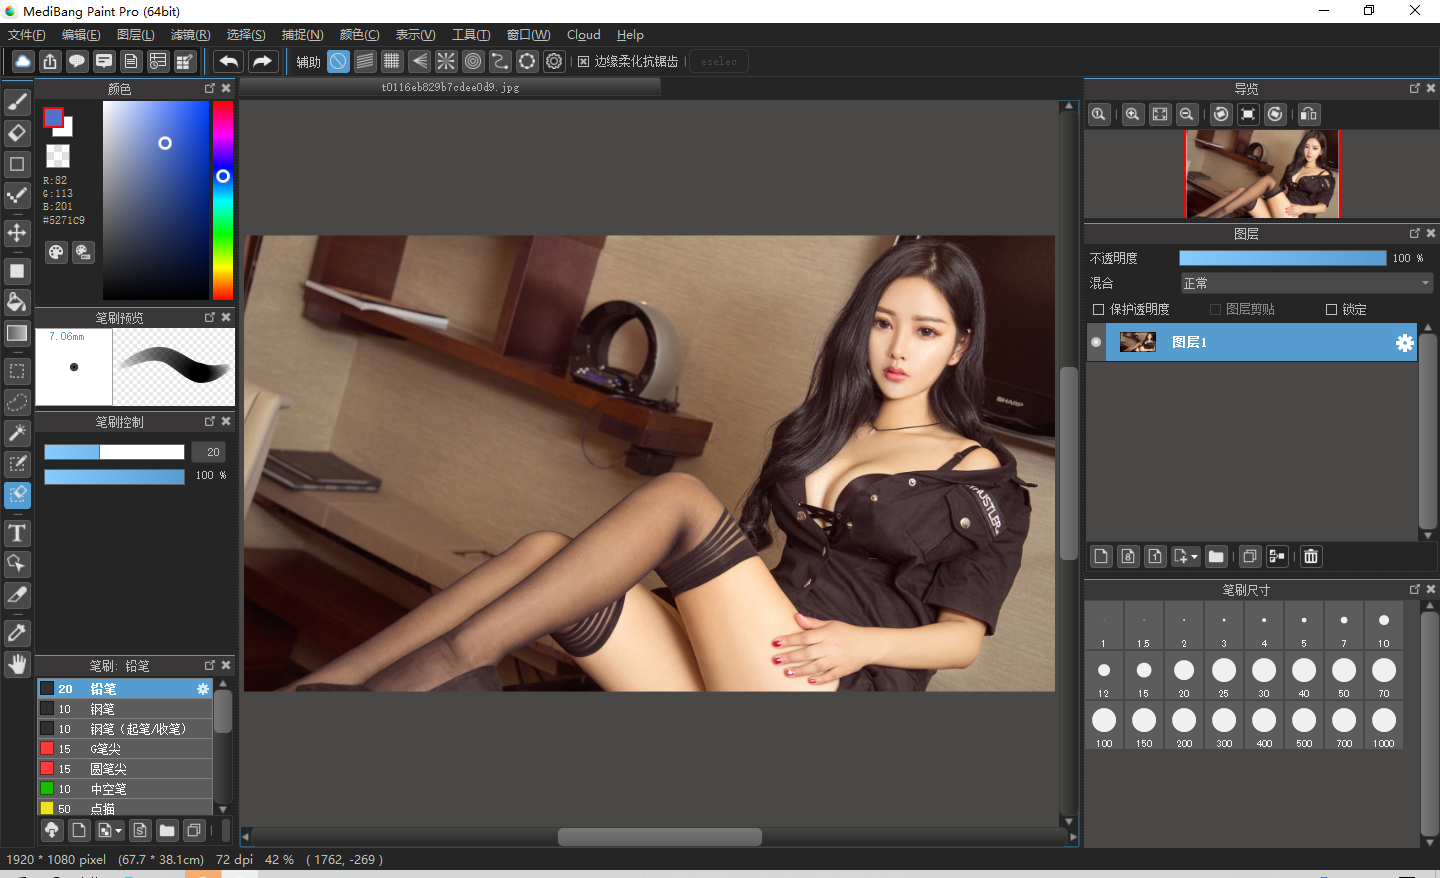 MediBang Paint Pro (64bit)
文件(F) 编辑(E) 图层(L) 滤镜(R) 选择(S) 捕捉(N) 颜色(C) 表示(V) 工具(T) 窗口(W) Cloud Help
辅助 边缘柔化抗锯齿 eselec
颜色
t0116eb829b7cdee0d9.jpg
导览
R:82
G:113
B:201
#5271C9
笔刷预览
7.06mm
笔刷控制
20
100 %
笔刷: 铅笔
20 铅笔
10 钢笔
10 钢笔（起笔/收笔）
15 G笔尖
15 圆笔尖
10 中空笔
50 点描
SHARP
HUSTLER
图层
不透明度 100 %
混合 正常
保护透明度 图层剪贴 锁定
图层1
8 1
笔刷尺寸
1 1.5 2 3 4 5 7 10
12 15 20 25 30 40 50 70
100 150 200 300 400 500 700 1000
1920 * 1080 pixel (67.7 * 38.1cm) 72 dpi 42 % ( 1762, -269 )